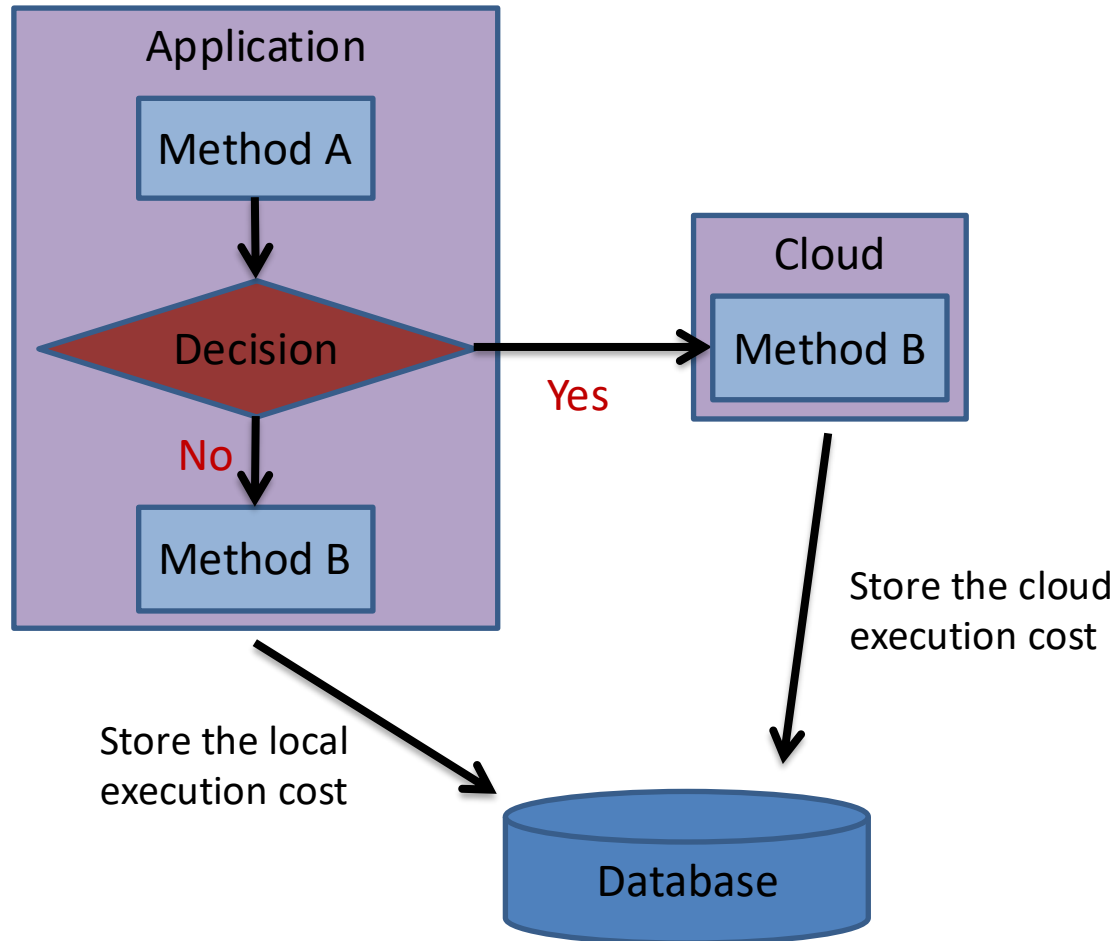 Application
Method A
Decision
Yes
No
Method B
Cloud
Method B
Store the cloud
execution cost
Store the local
execution cost
Database